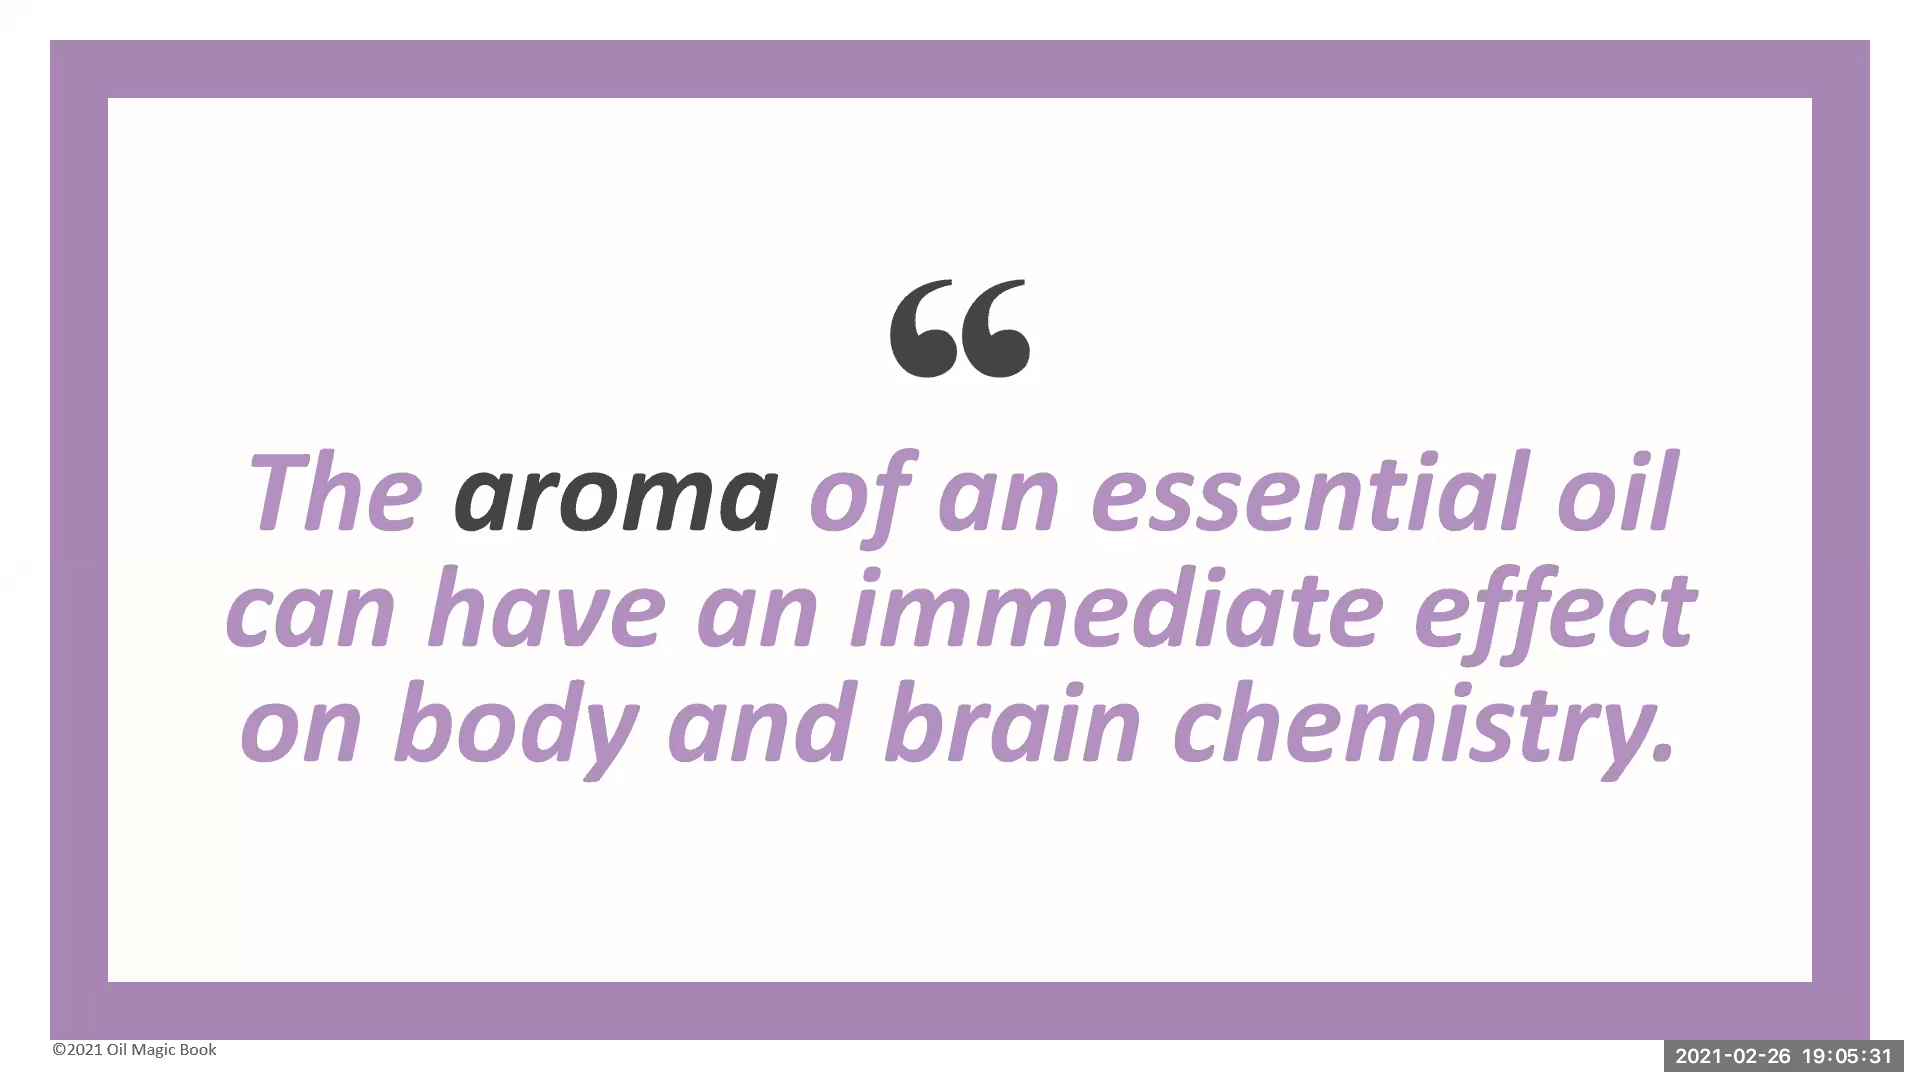 “
The aroma of an essential oil
can have an immediate effect
on body and brain chemistry.
©2021 Oil Magic Book
2021-02-26 19:05:31